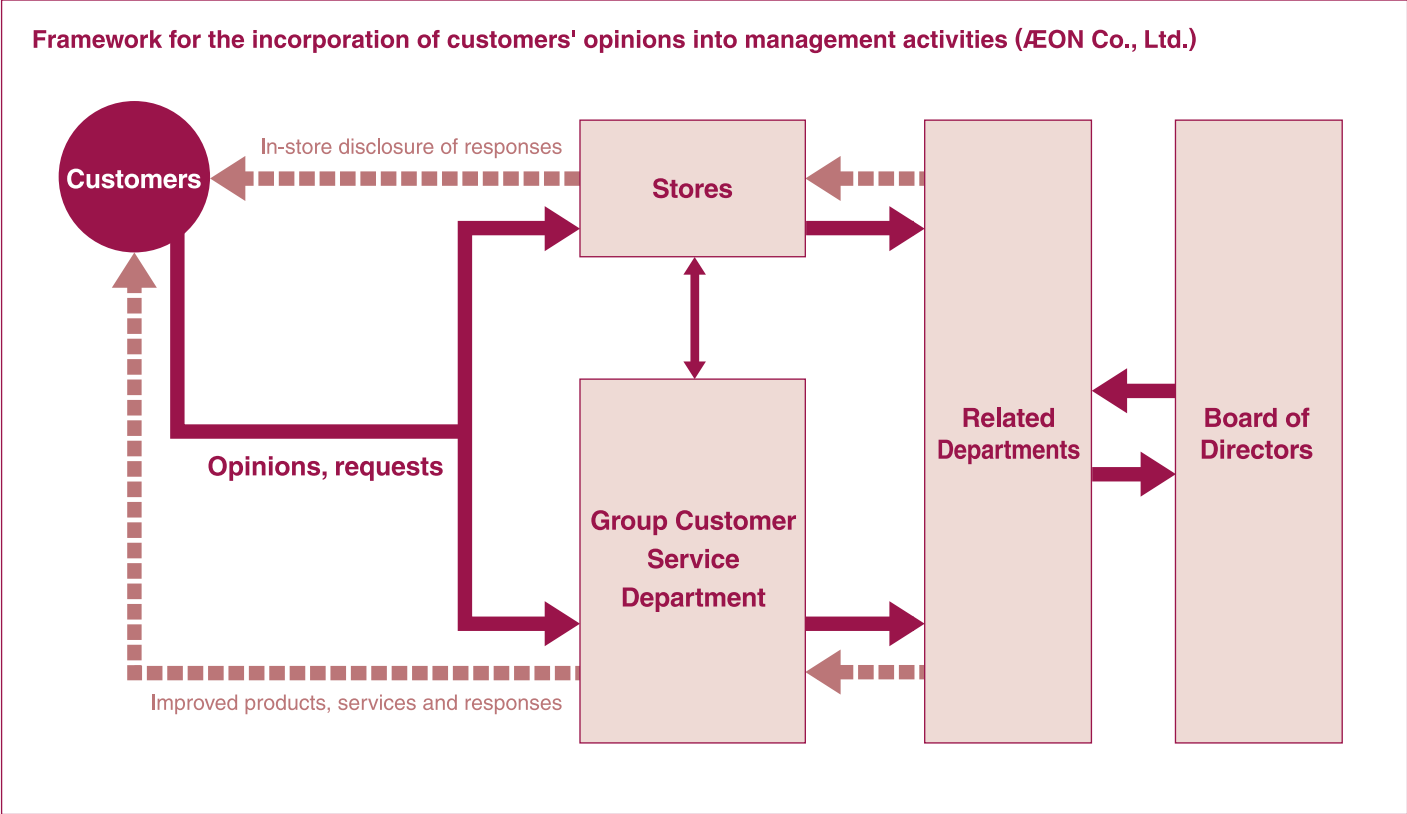 Framework for the incorporation of customers' opinions into management activities (ÆON Co., Ltd.)
Customers
In-store disclosure of responses
Stores
Opinions, requests
Group Customer
Service
Department
Related
Departments
Board of
Directors
Improved products, services and responses